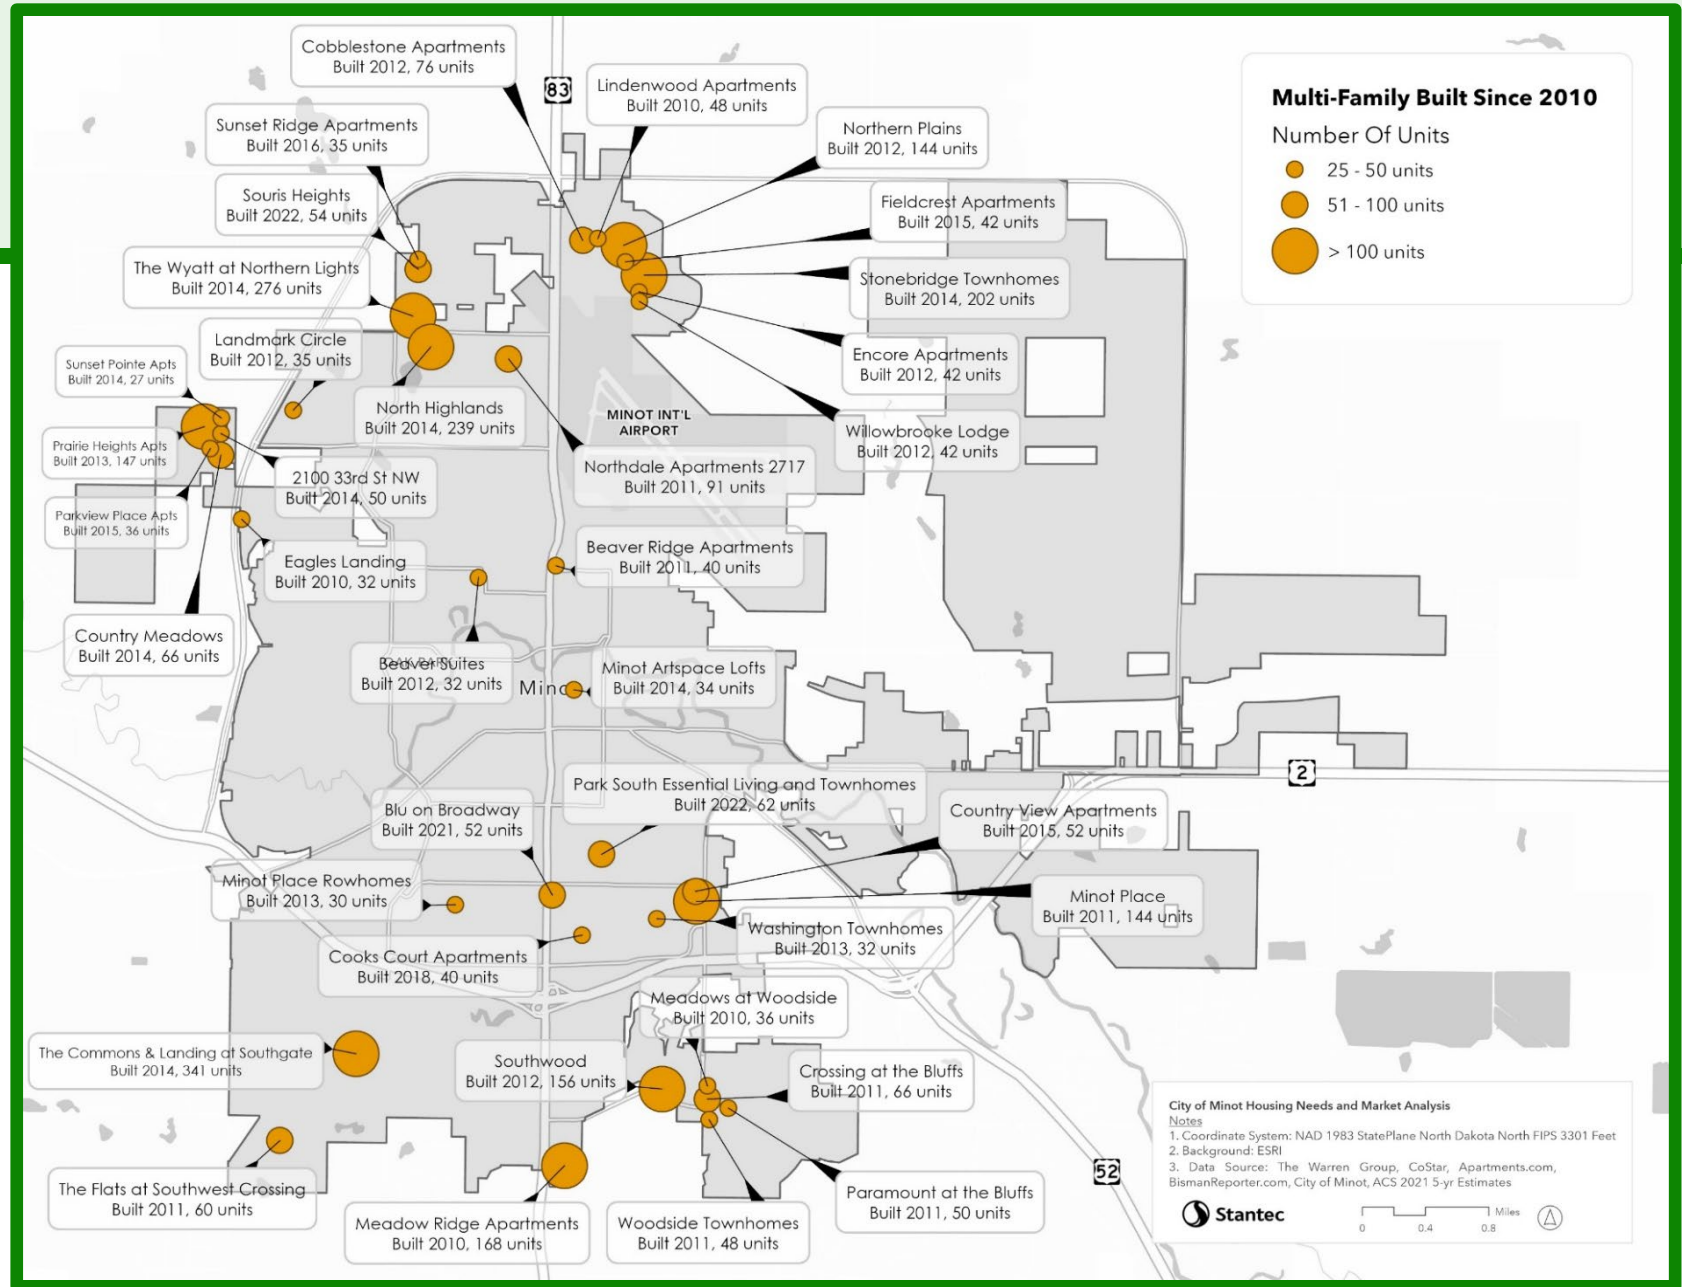 Cobblestone Apartments
Built 2012, 76 units
83
Lindenwood Apartments
Built 2010, 48 units
Multi-Family Built Since 2010
Number Of Units
25 - 50 units
51 - 100 units
> 100 units
Sunset Ridge Apartments
Built 2016, 35 units
Northern Plains
Built 2012, 144 units
Souris Heights
Built 2022, 54 units
Fieldcrest Apartments
Built 2015, 42 units
The Wyatt at Northern Lights
Built 2014, 276 units
Stonebridge Townhomes
Built 2014, 202 units
Landmark Circle
Built 2012, 35 units
Encore Apartments
Built 2012, 42 units
Sunset Pointe Apts
Built 2014, 27 units
North Highlands
Built 2014, 239 units
MINOT INT'L
AIRPORT
Willowbrooke Lodge
Built 2012, 42 units
Prairie Heights Apts
Built 2013, 147 units
2100 33rd St NW
Built 2014, 50 units
Northdale Apartments 2717
Built 2011, 91 units
Parkview Place Apts
Built 2015, 36 units
Eagles Landing
Built 2010, 32 units
Beaver Ridge Apartments
Built 2011, 40 units
Country Meadows
Built 2014, 66 units
Beaver Suites
Built 2012, 32 units
Minot Artspace Lofts
Built 2014, 34 units
2
Park South Essential Living and Townhomes
Built 2022, 62 units
Blu on Broadway
Built 2021, 52 units
Country View Apartments
Built 2015, 52 units
Minot Place Rowhomes
Built 2013, 30 units
Minot Place
Built 2011, 144 units
Washington Townhomes
Built 2013, 32 units
Cooks Court Apartments
Built 2018, 40 units
Meadows at Woodside
Built 2010, 36 units
The Commons & Landing at Southgate
Built 2014, 341 units
Southwood
Built 2012, 156 units
Crossing at the Bluffs
Built 2011, 66 units
The Flats at Southwest Crossing
Built 2011, 60 units
Meadow Ridge Apartments
Built 2010, 168 units
Woodside Townhomes
Built 2011, 48 units
Paramount at the Bluffs
Built 2011, 50 units
52
City of Minot Housing Needs and Market Analysis
Notes
1. Coordinate System: NAD 1983 StatePlane North Dakota North FIPS 3301 Feet
2. Background: ESRI
3. Data Source: The Warren Group, CoStar, Apartments.com,
BismanReporter.com, City of Minot, ACS 2021 5-yr Estimates
Stantec
Miles
0 0.4 0.8